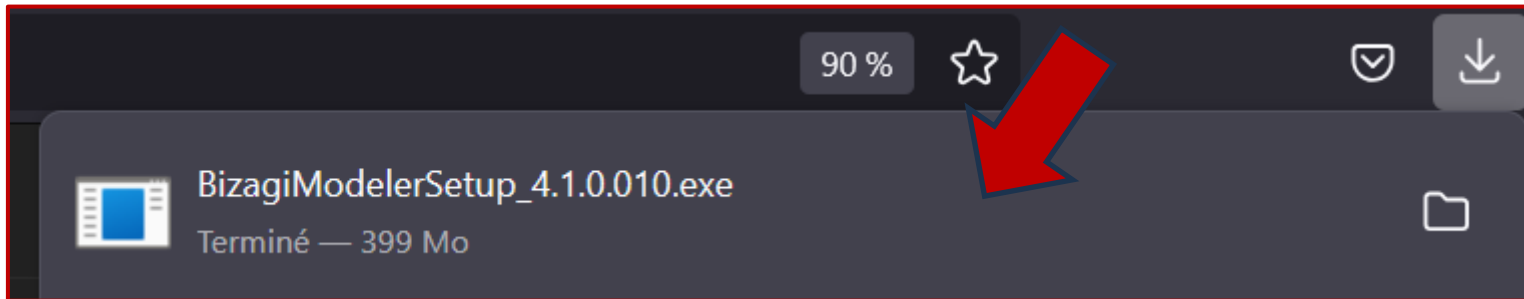 90 %
BizagiModelerSetup_4.1.0.010.exe
Terminé — 399 Mo